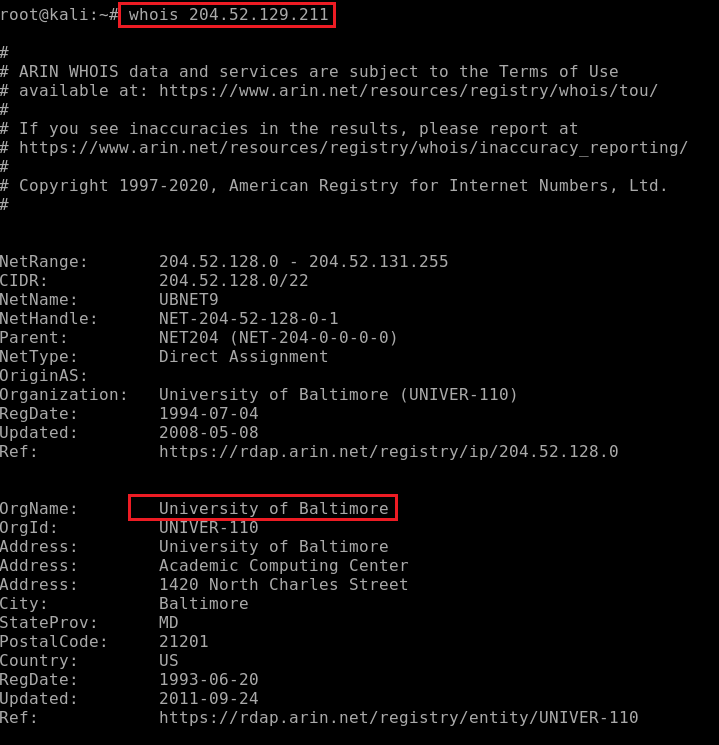 root@kali:~# whois 204.52.129.211
#
# ARIN WHOIS data and services are subject to the Terms of Use
# available at: https://www.arin.net/resources/registry/whois/tou/
#
# If you see inaccuracies in the results, please report at
# https://www.arin.net/resources/registry/whois/inaccuracy_reporting/
#
# Copyright 1997-2020, American Registry for Internet Numbers, Ltd.
#
NetRange: 204.52.128.0 - 204.52.131.255
CIDR: 204.52.128.0/22
NetName: UBNET9
NetHandle: NET-204-52-128-0-1
Parent: NET204 (NET-204-0-0-0-0)
NetType: Direct Assignment
OriginAS:
Organization: University of Baltimore (UNIVER-110)
RegDate: 1994-07-04
Updated: 2008-05-08
Ref: https://rdap.arin.net/registry/ip/204.52.128.0
OrgName: University of Baltimore
OrgId: UNIVER-110
Address: University of Baltimore
Address: Academic Computing Center
Address: 1420 North Charles Street
City: Baltimore
StateProv: MD
PostalCode: 21201
Country: US
RegDate: 1993-06-20
Updated: 2011-09-24
Ref: https://rdap.arin.net/registry/entity/UNIVER-110